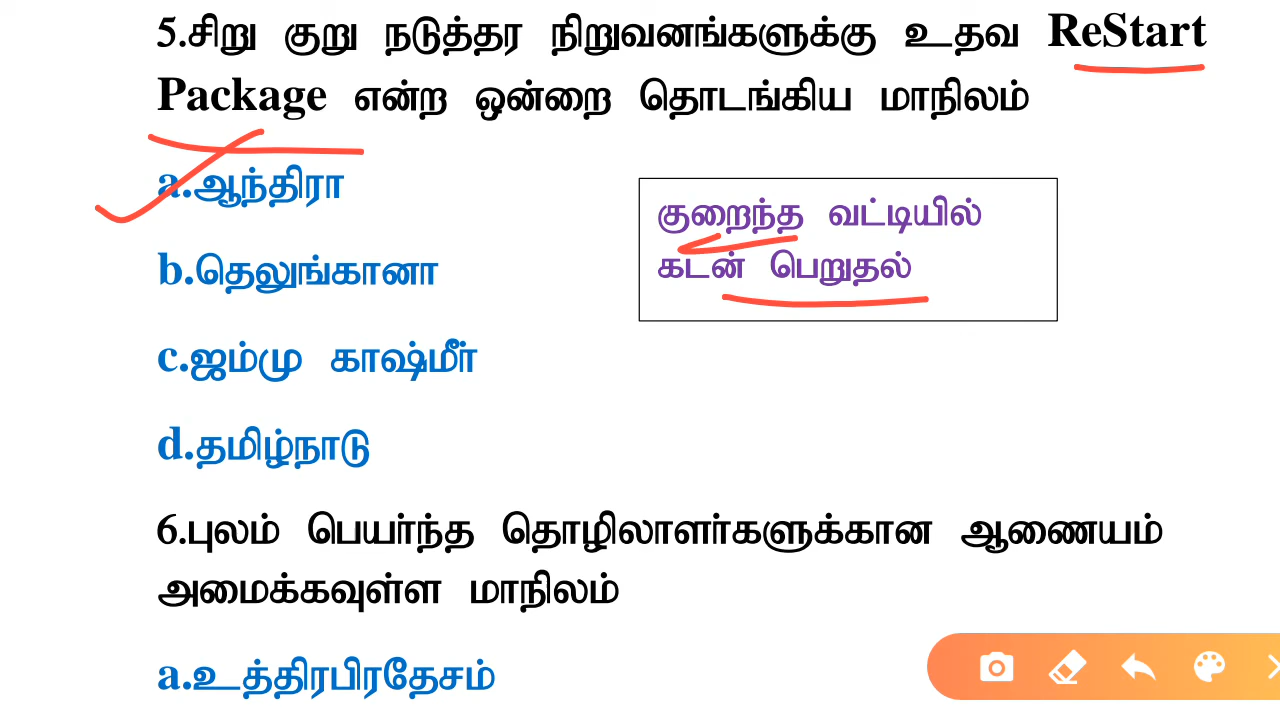 5.சிறு குறு நடுத்தர நிறுவனங்களுக்கு உதவ ReStart
Package என்ற ஒன்றை தொடங்கிய மாநிலம்
a.ஆந்திரா
குறைந்த வட்டியில்
கடன் பெறுதல்
b.தெலுங்கானா
c.ஜம்மு காஷ்மீர்
d.தமிழ்நாடு
6.புலம் பெயர்ந்த தொழிலாளர்களுக்கான ஆணையம்
அமைக்கவுள்ள மாநிலம்
a.உத்திரபிரதேசம்